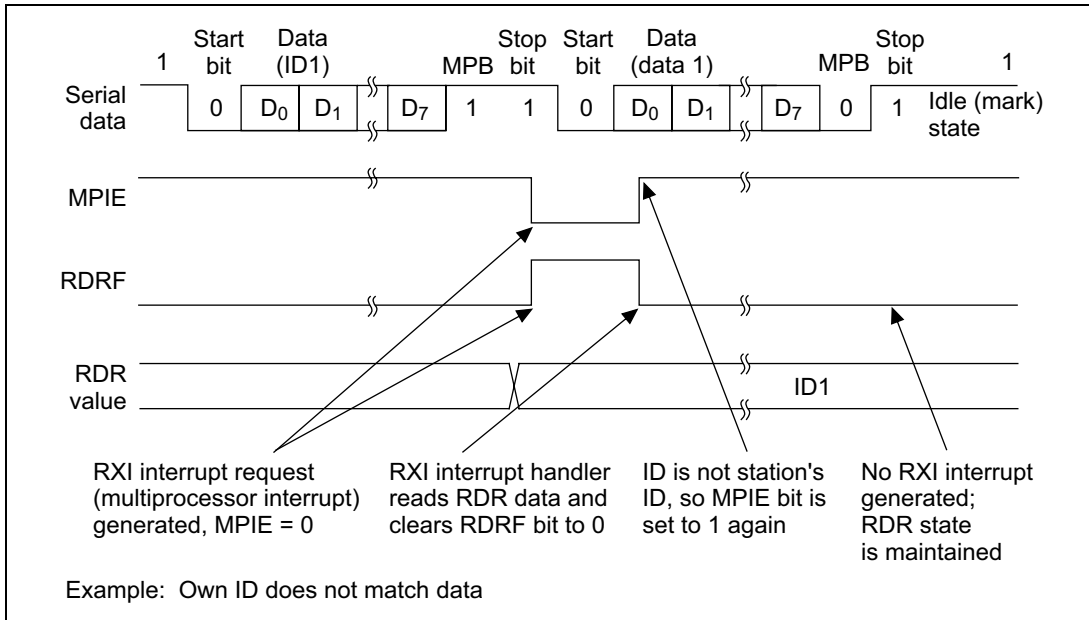 Start Data Stop Start Data Stop
1 bit (ID1) MPB bit bit (data 1) MPB bit 1
Serial data 0 D0 D1 D7 1 1 0 D0 D1 D7 0 1 Idle (mark) state
MPIE
RDRF
RDR value ID1
RXI interrupt request
(multiprocessor interrupt)
generated, MPIE = 0
RXI interrupt handler
reads RDR data and
clears RDRF bit to 0
ID is not station's
ID, so MPIE bit is
set to 1 again
No RXI interrupt
generated;
RDR state
is maintained
Example: Own ID does not match data